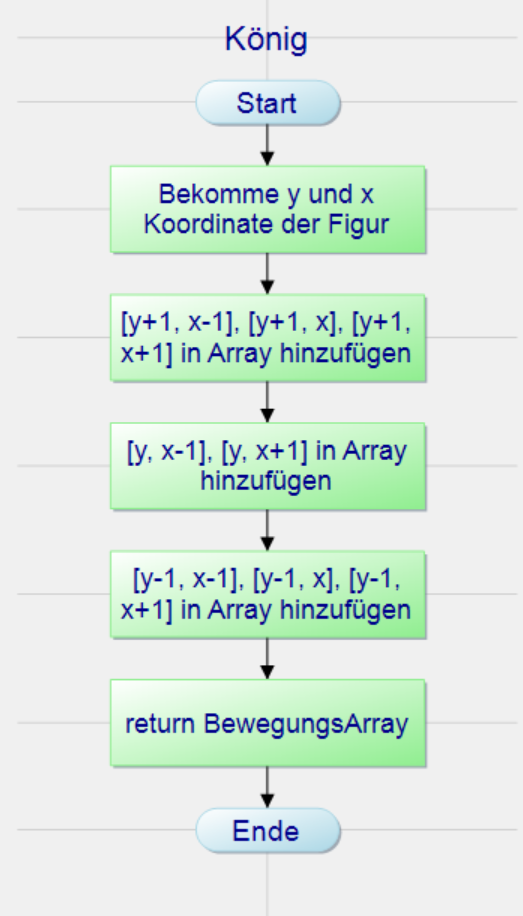 König
Start
Bekomme y und x
Koordinate der Figur
[y+1, x-1], [y+1, x], [y+1,
x+1] in Array hinzufügen
[y, x-1], [y, x+1] in Array
hinzufügen
[y-1, x-1], [y-1, x], [y-1,
x+1] in Array hinzufügen
return BewegungsArray
Ende